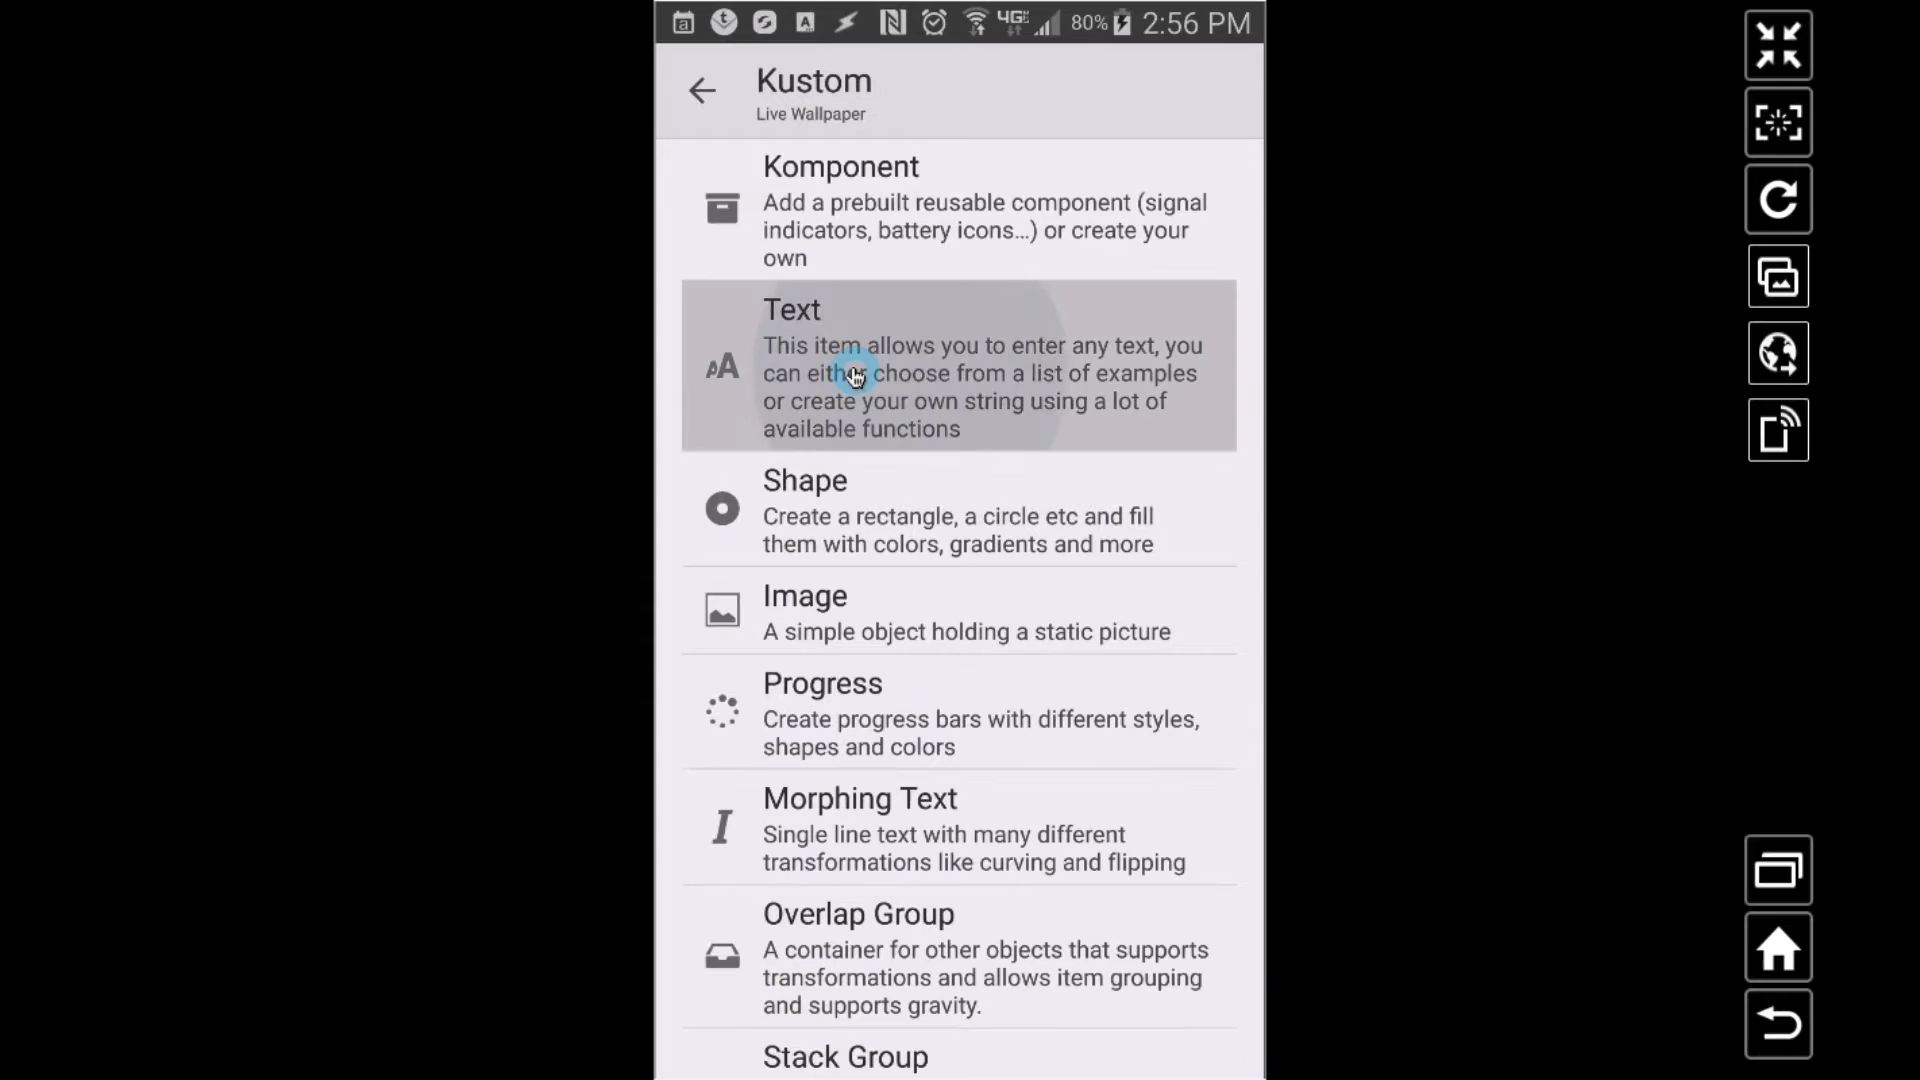 80% 2:56 PM
Kustom
Live Wallpaper
Komponent
Add a prebuilt reusable component (signal
indicators, battery icons...) or create your
own
Text
This item allows you to enter any text, you
can either choose from a list of examples
or create your own string using a lot of
available functions
Shape
Create a rectangle, a circle etc and fill
them with colors, gradients and more
Image
A simple object holding a static picture
Progress
Create progress bars with different styles,
shapes and colors
Morphing Text
Single line text with many different
transformations like curving and flipping
Overlap Group
A container for other objects that supports
transformations and allows item grouping
and supports gravity.
Stack Group